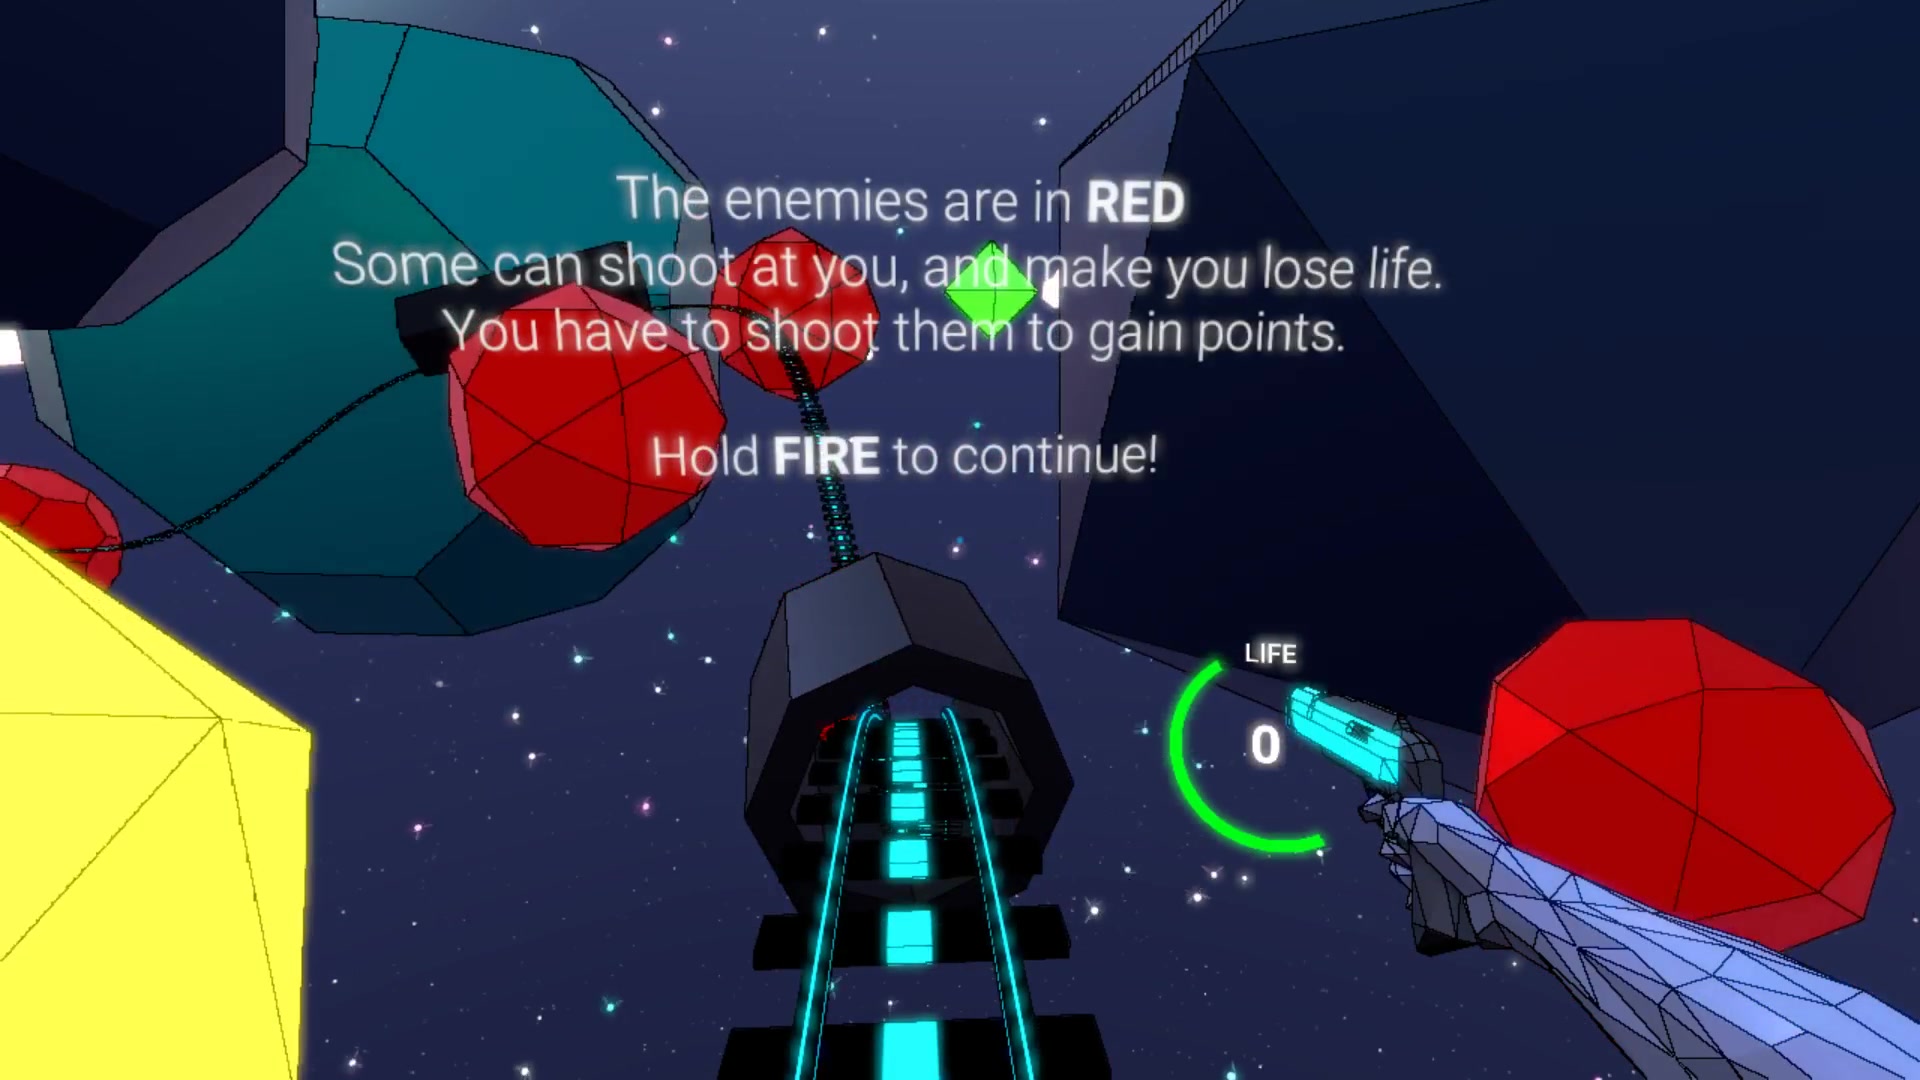 The enemies are in RED
Some can shoot at you, and make you lose life.
You have to shoot them to gain points.
Hold FIRE to continue!
LIFE
0